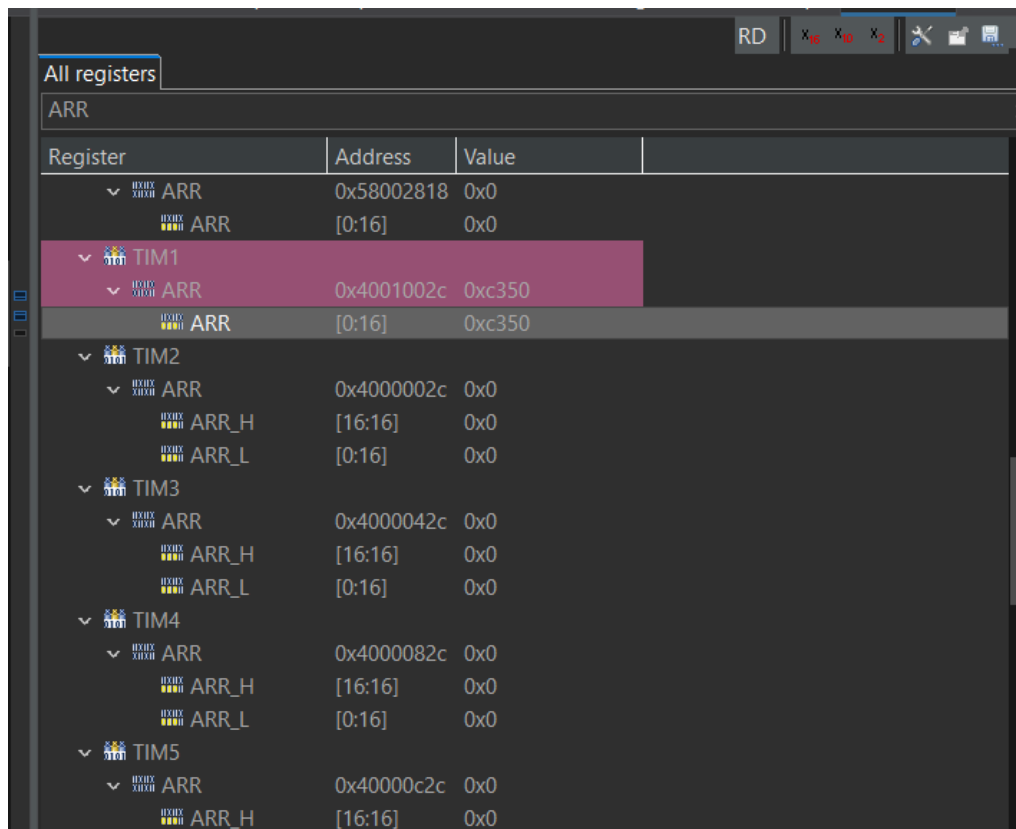 RD X16 X10 X2
All registers
ARR
Register Address Value
ARR 0x58002818 0x0
ARR [0:16] 0x0
TIM1
ARR 0x4001002c 0xc350
ARR [0:16] 0xc350
TIM2
ARR 0x4000002c 0x0
ARR_H [16:16] 0x0
ARR_L [0:16] 0x0
TIM3
ARR 0x4000042c 0x0
ARR_H [16:16] 0x0
ARR_L [0:16] 0x0
TIM4
ARR 0x4000082c 0x0
ARR_H [16:16] 0x0
ARR_L [0:16] 0x0
TIM5
ARR 0x40000c2c 0x0
ARR_H [16:16] 0x0